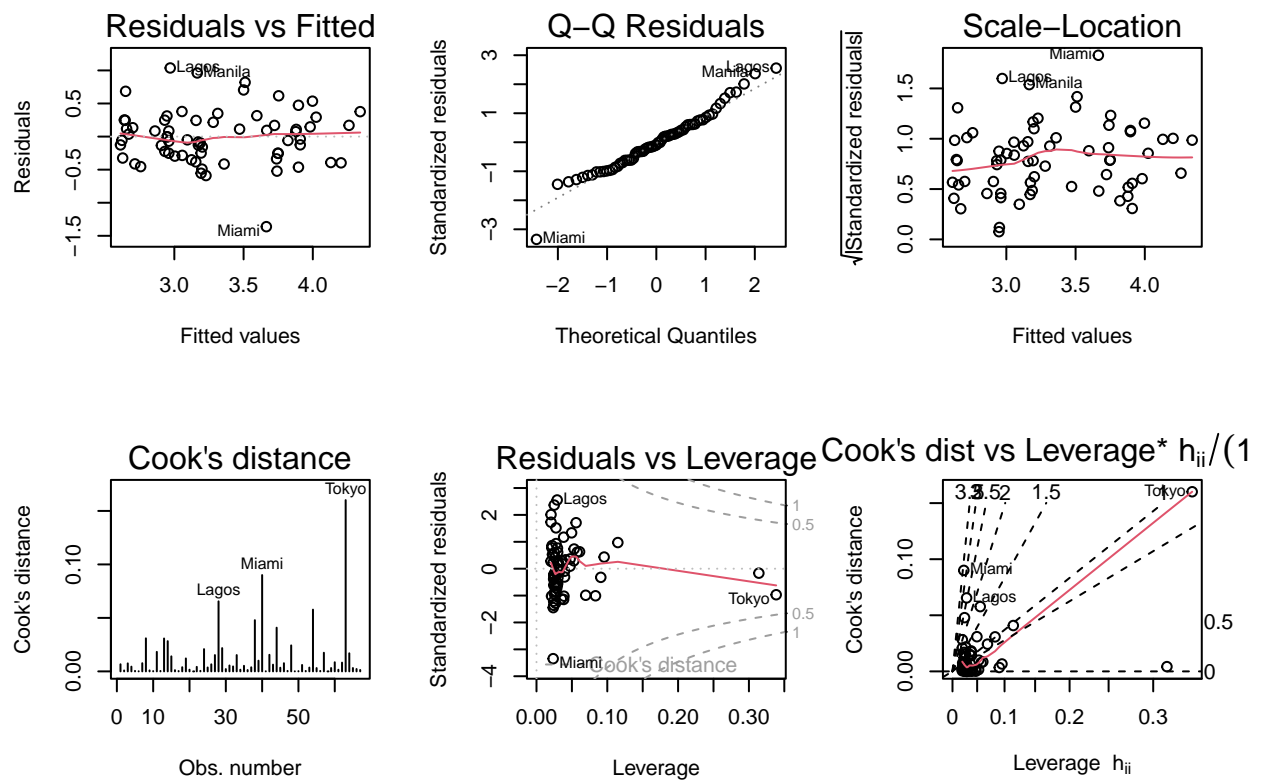 Residuals vs Fitted
Residuals
0.5
−0.5
−1.5
Lagos
Manila
Miami
3.0 3.5 4.0
Fitted values
Q−Q Residuals
Standardized residuals
3
1
−1
−3
Lagos
Manila
Miami
−2 −1 0 1 2
Theoretical Quantiles
Scale−Location
√|Standardized residuals|
1.5
1.0
0.5
0.0
Miami
Lagos
Manila
3.0 3.5 4.0
Fitted values
Cook's distance
Cook's distance
0.10
0.00
Tokyo
Miami
Lagos
0 10 30 50
Obs. number
Residuals vs Leverage
Standardized residuals
2
0
−2
−4
Lagos
Tokyo
Miami
Cook's distance
1
0.5
0.5
1
0.00 0.10 0.20 0.30
Leverage
Cook's dist vs Leverage* hii/(1
Cook's distance
0.10
0.00
2 1.5
Tokyo
Miami
Lagos
0.5
0
0 0.1 0.2 0.3
Leverage hii